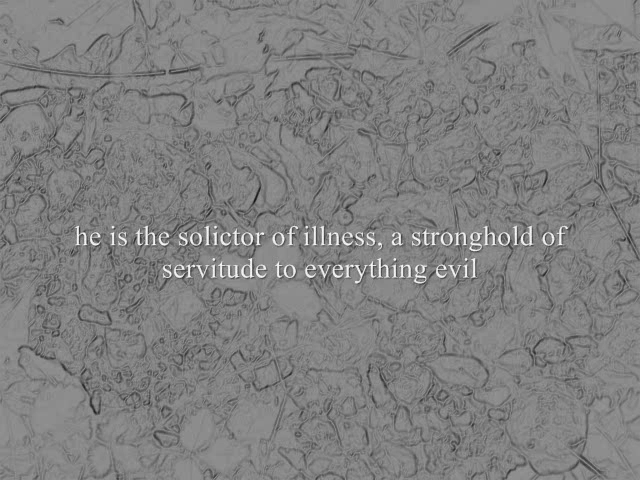 he is the solictor of illness, a stronghold of
servitude to everything evil